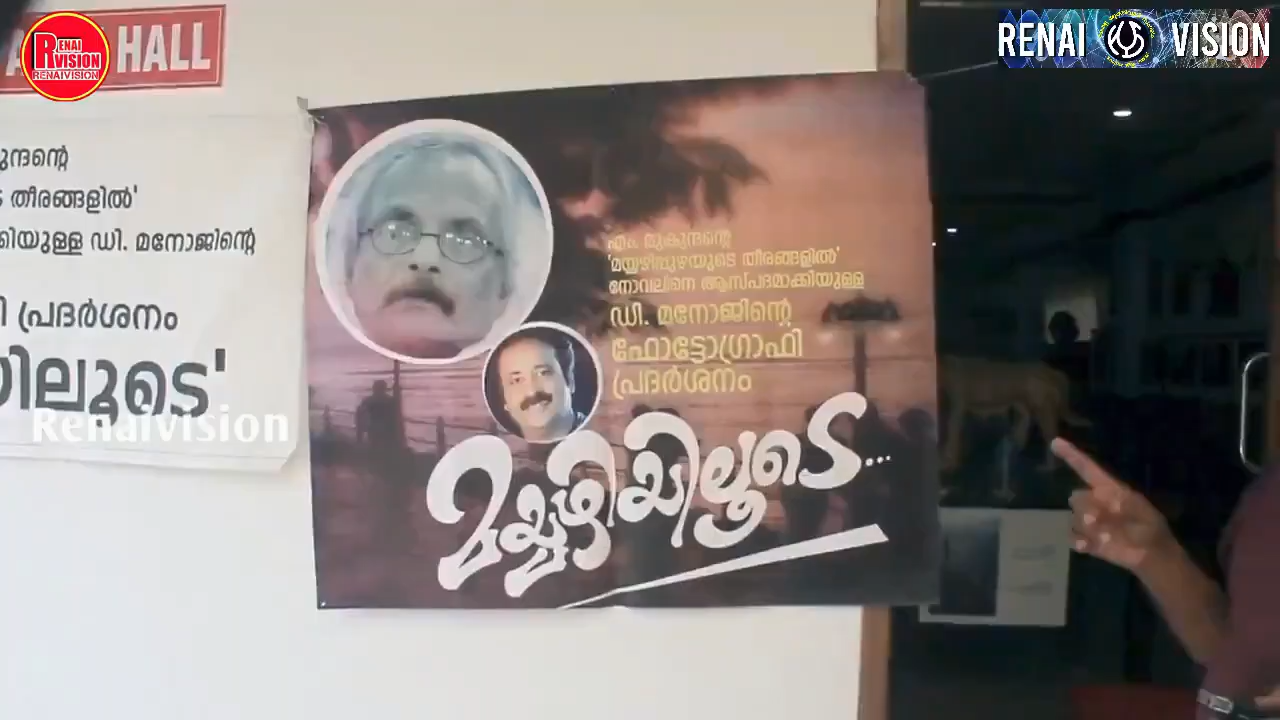 HALL
RENAI
VISION
RENAIVISION
RENAI VISION
തീരങ്ങളിൽ'
ഡി. മനോജിന്റെ
പ്രദർശനം
Renaivision
എം. മുകുന്ദന്റെ
'മയ്യഴിപ്പുഴയുടെ തീരങ്ങളിൽ'
നോവലിനെ ആസ്പദമാക്കിയുള്ള
ഡി. മനോജിന്റെ
ഫോട്ടോഗ്രാഫി
പ്രദർശനം
മയ്യഴിയിലൂടെ...